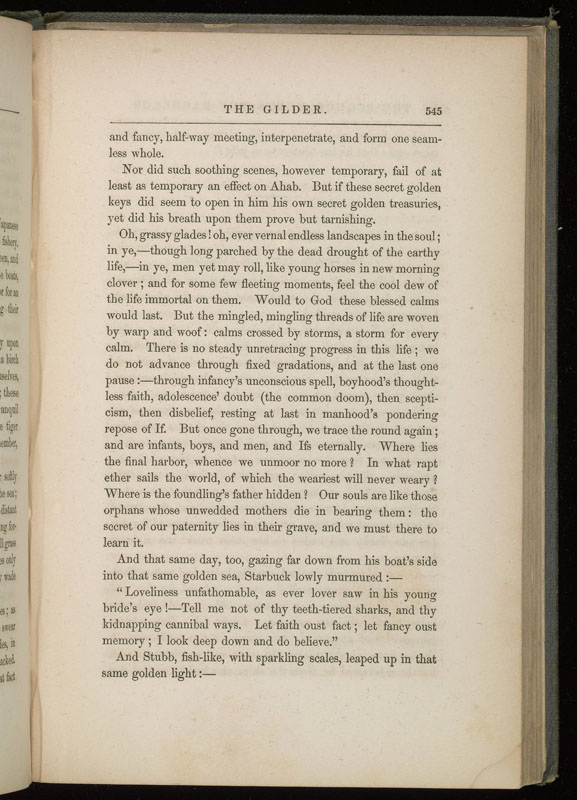 THE GILDER. 545
and fancy, half-way meeting, interpenetrate, and form one seam-
less whole.
Nor did such soothing scenes, however temporary, fail of at
least as temporary an effect on Ahab. But if these secret golden
keys did seem to open in him his own secret golden treasuries,
yet did his breath upon them prove but tarnishing.
Oh, grassy glades! oh, ever vernal endless landscapes in the soul;
in ye,—though long parched by the dead drought of the earthy
life,—in ye, men yet may roll, like young horses in new morning
clover; and for some few fleeting moments, feel the cool dew of
the life immortal on them. Would to God these blessed calms
would last. But the mingled, mingling threads of life are woven
by warp and woof: calms crossed by storms, a storm for every
calm. There is no steady unretracing progress in this life; we
do not advance through fixed gradations, and at the last one
pause:—through infancy's unconscious spell, boyhood's thought-
less faith, adolescence' doubt (the common doom), then scepti-
cism, then disbelief, resting at last in manhood's pondering
repose of If. But once gone through, we trace the round again;
and are infants, boys, and men, and Ifs eternally. Where lies
the final harbor, whence we unmoor no more? In what rapt
ether sails the world, of which the weariest will never weary?
Where is the foundling's father hidden? Our souls are like those
orphans whose unwedded mothers die in bearing them: the
secret of our paternity lies in their grave, and we must there to
learn it.
And that same day, too, gazing far down from his boat's side
into that same golden sea, Starbuck lowly murmured:—
"Loveliness unfathomable, as ever lover saw in his young
bride's eye!—Tell me not of thy teeth-tiered sharks, and thy
kidnapping cannibal ways. Let faith oust fact; let fancy oust
memory; I look deep down and do believe."
And Stubb, fish-like, with sparkling scales, leaped up in that
same golden light:—